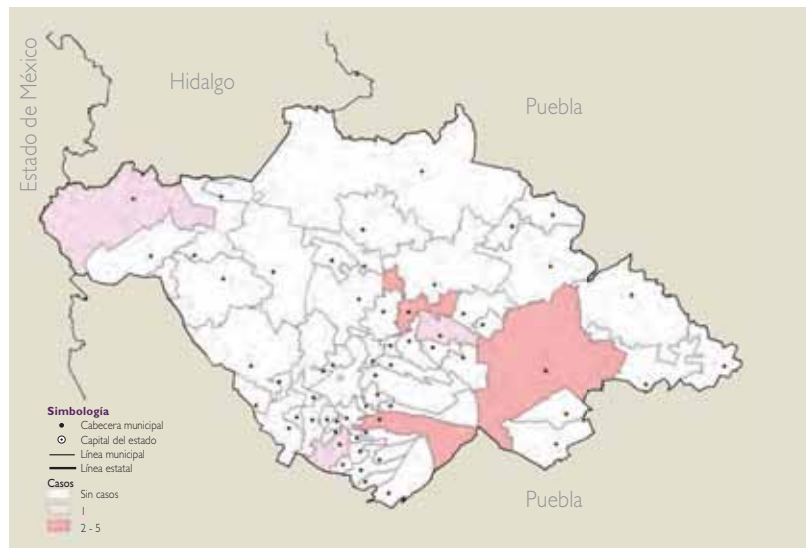 Estado de México
Hidalgo
Puebla
Simbología
Cabecera municipal
Capital del estado
Línea municipal
Línea estatal
Casos
Sin casos
1
2 - 5
Puebla